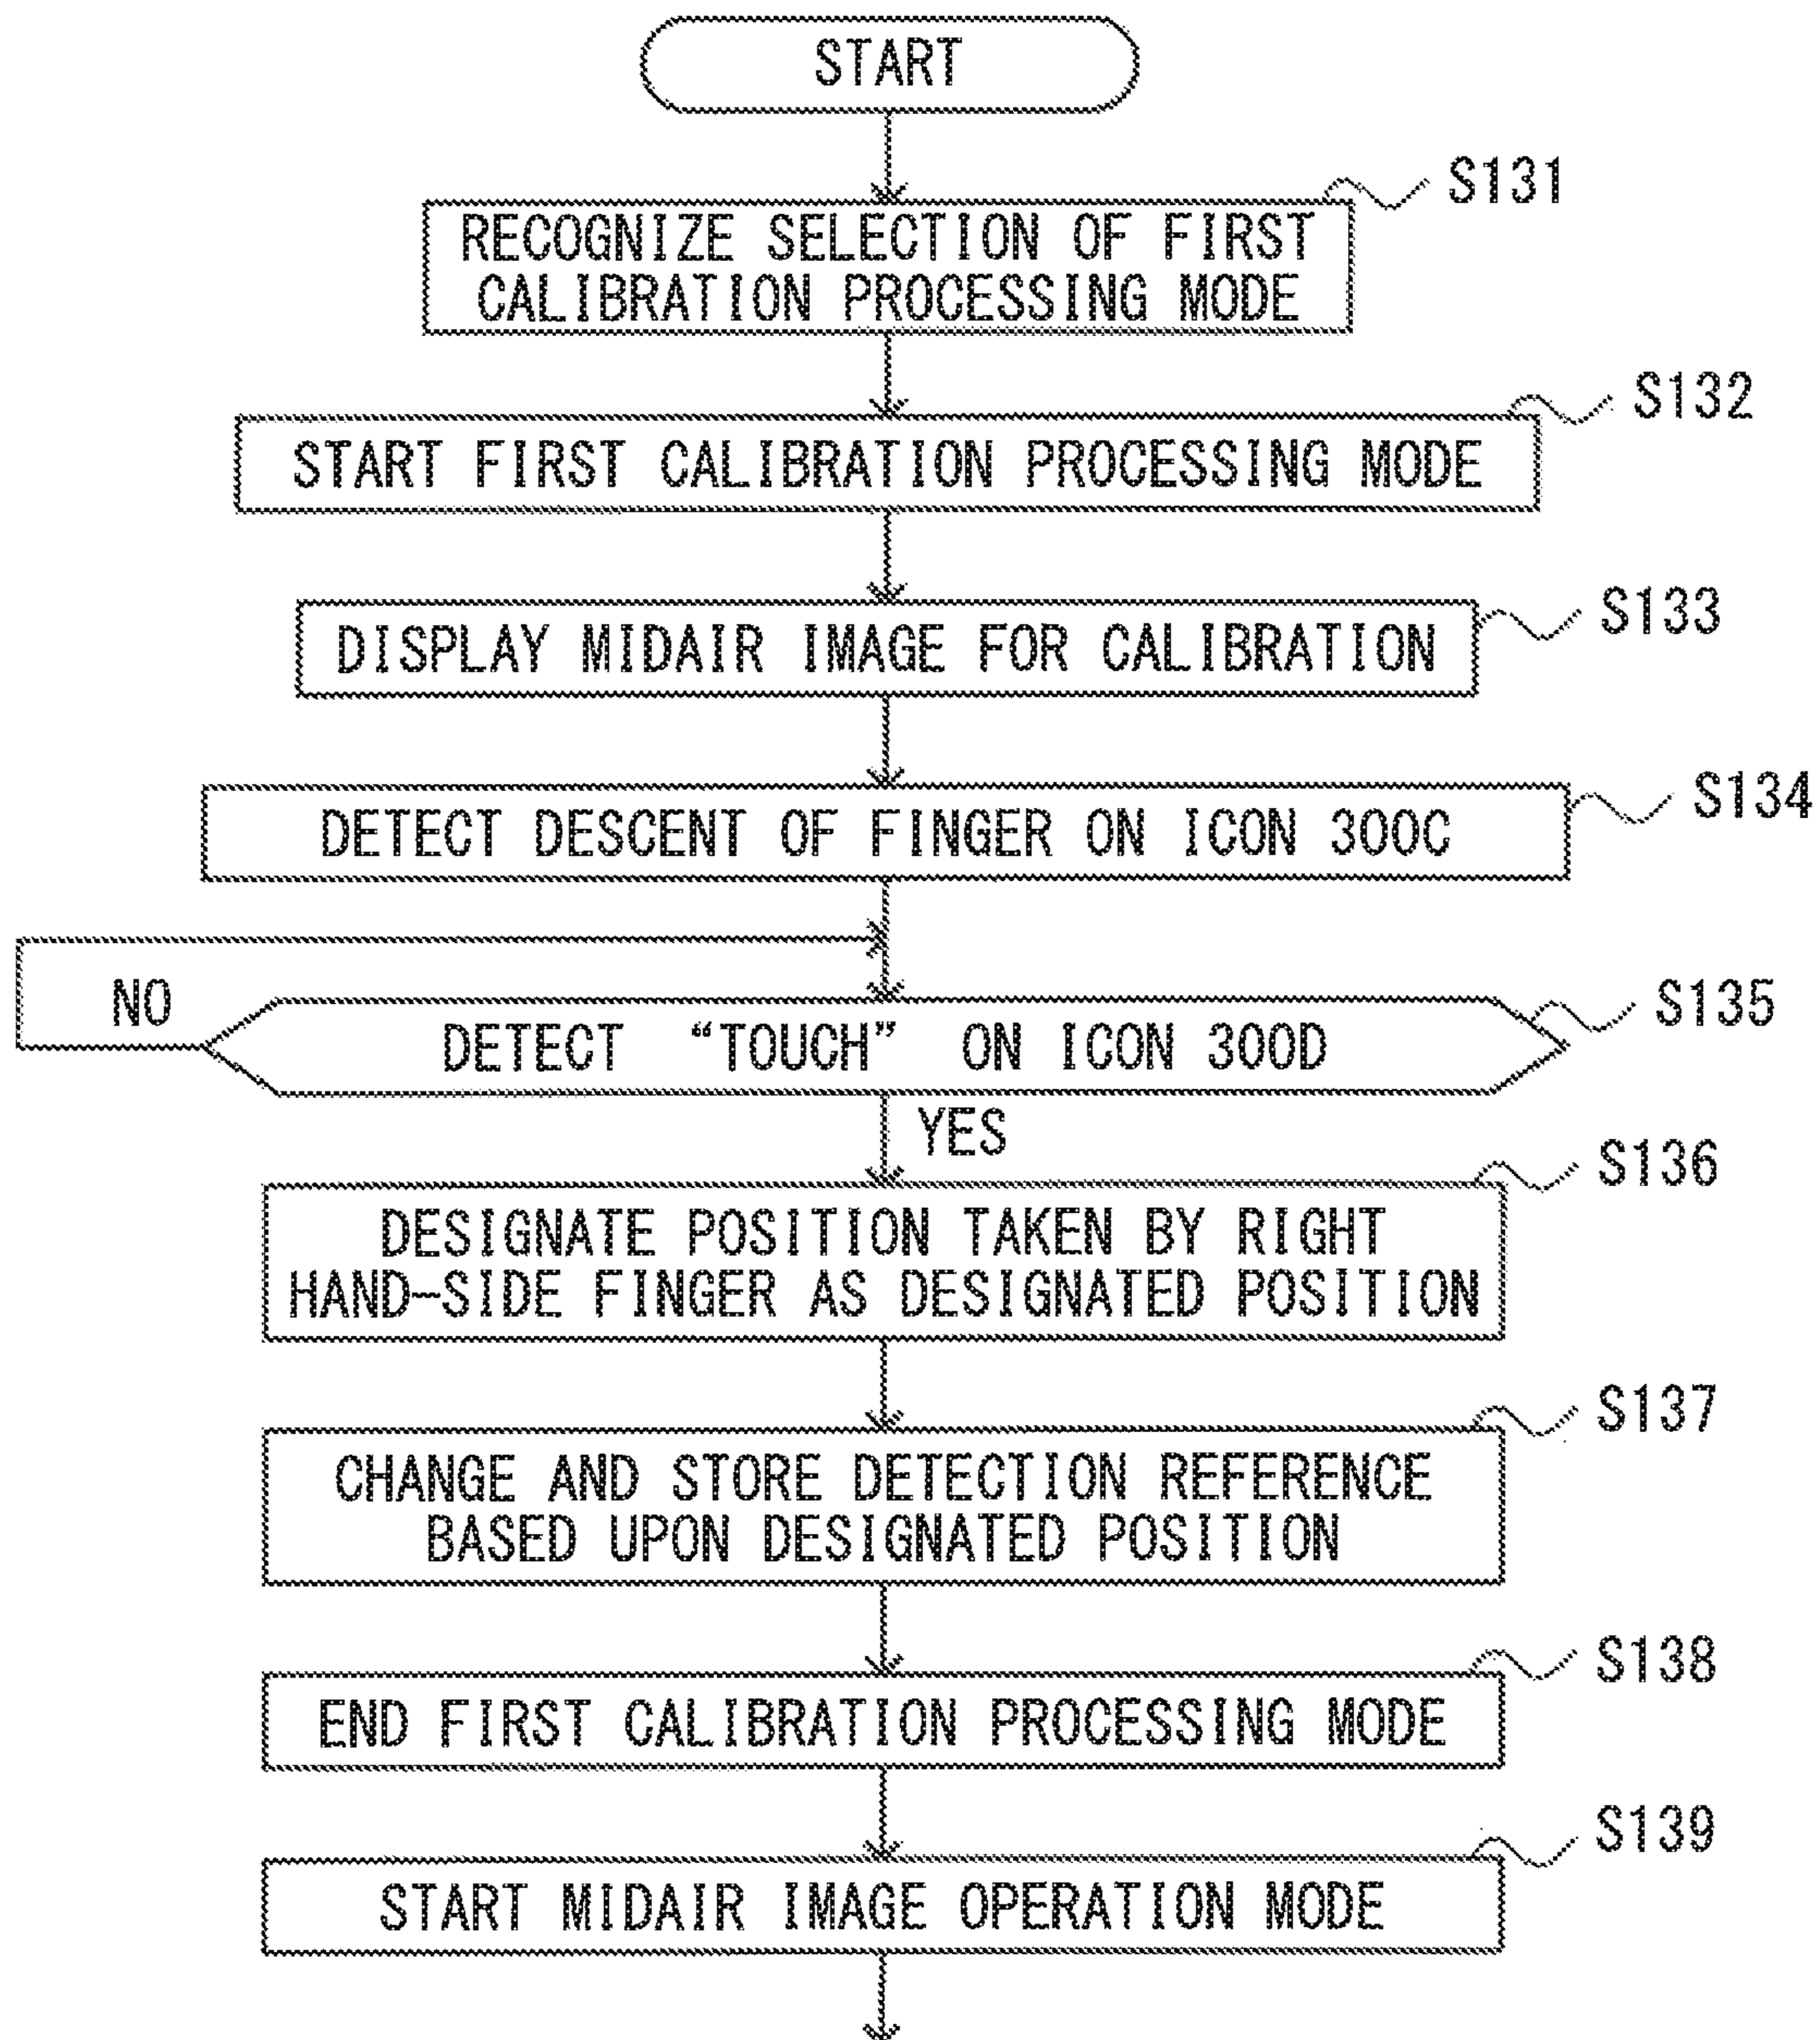 START
S131
RECOGNIZE SELECTION OF FIRST
CALIBRATION PROCESSING MODE
S132
START FIRST CALIBRATION PROCESSING MODE
S133
DISPLAY MIDAIR IMAGE FOR CALIBRATION
S134
DETECT DESCENT OF FINGER ON ICON 300C
NO
S135
DETECT “TOUCH” ON ICON 300D
YES
S136
DESIGNATE POSITION TAKEN BY RIGHT
HAND-SIDE FINGER AS DESIGNATED POSITION
S137
CHANGE AND STORE DETECTION REFERENCE
BASED UPON DESIGNATED POSITION
S138
END FIRST CALIBRATION PROCESSING MODE
S139
START MIDAIR IMAGE OPERATION MODE